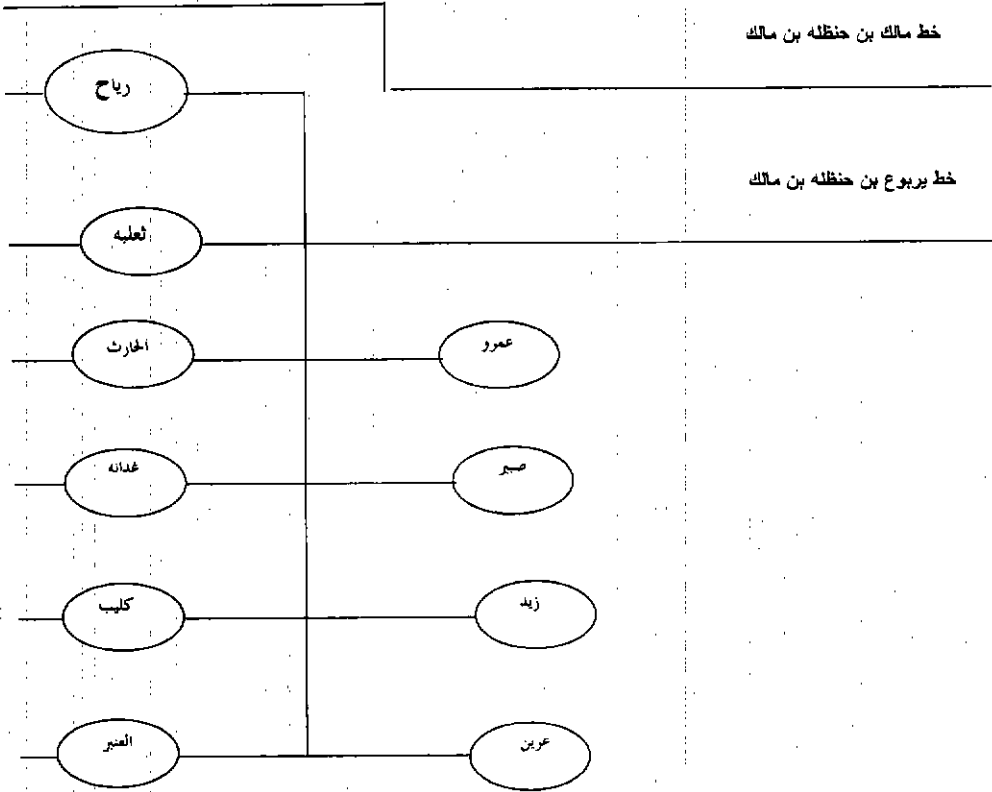 خط مالك بن حنظله بن مالك
رياح
خط يربوع بن حنظله بن مالك
ثعلبه
عمرو
الحارث
صبر
غدانه
زيد
كليب
عرين
العنبر